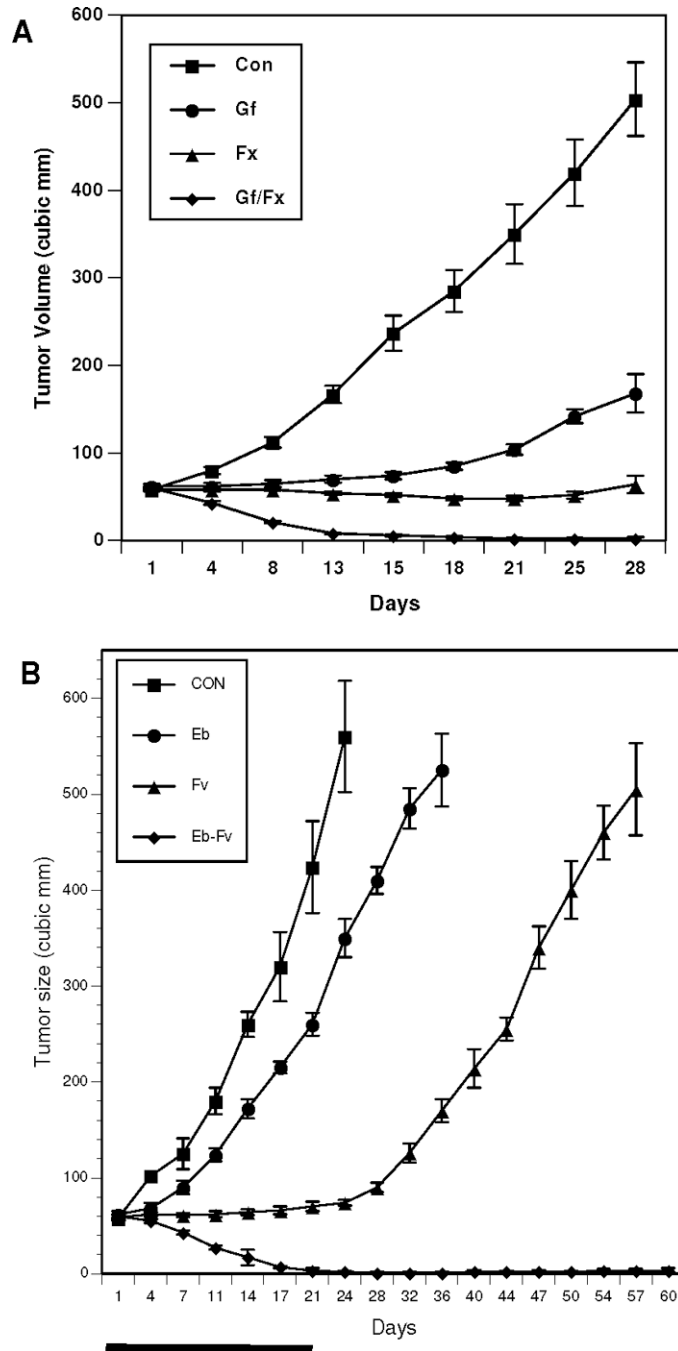 A
600
500
400
300
200
100
0
Tumor Volume (cubic mm)
Con
Gf
Fx
Gf/Fx
1 4 8 13 15 18 21 25 28
Days
B
600
500
400
300
200
100
0
Tumor size (cubic mm)
CON
Eb
Fv
Eb-Fv
1 4 7 11 14 17 21 24 28 32 36 40 44 47 50 54 57 60
Days